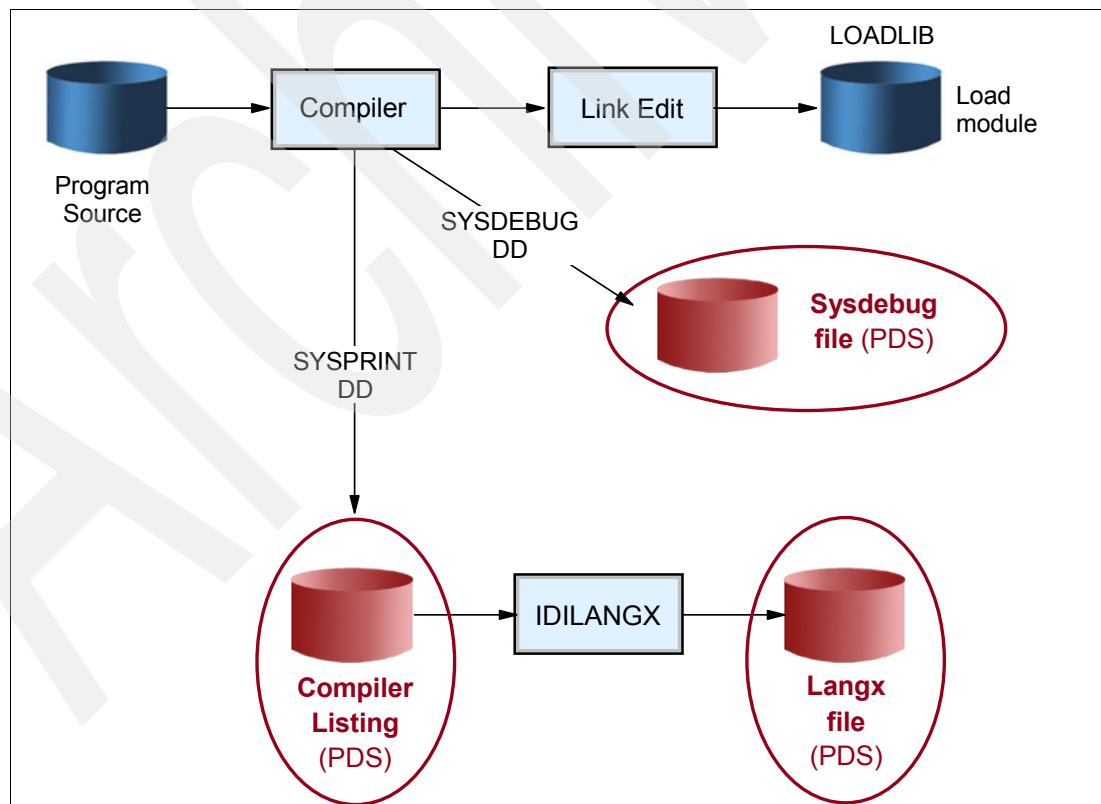 LOADLIB
Compiler
Link Edit
Load
module
Program
Source
SYSDEBUG
DD
Sysdebug
file (PDS)
SYSPRINT
DD
IDILANGX
Compiler
Listing
(PDS)
Langx
file
(PDS)